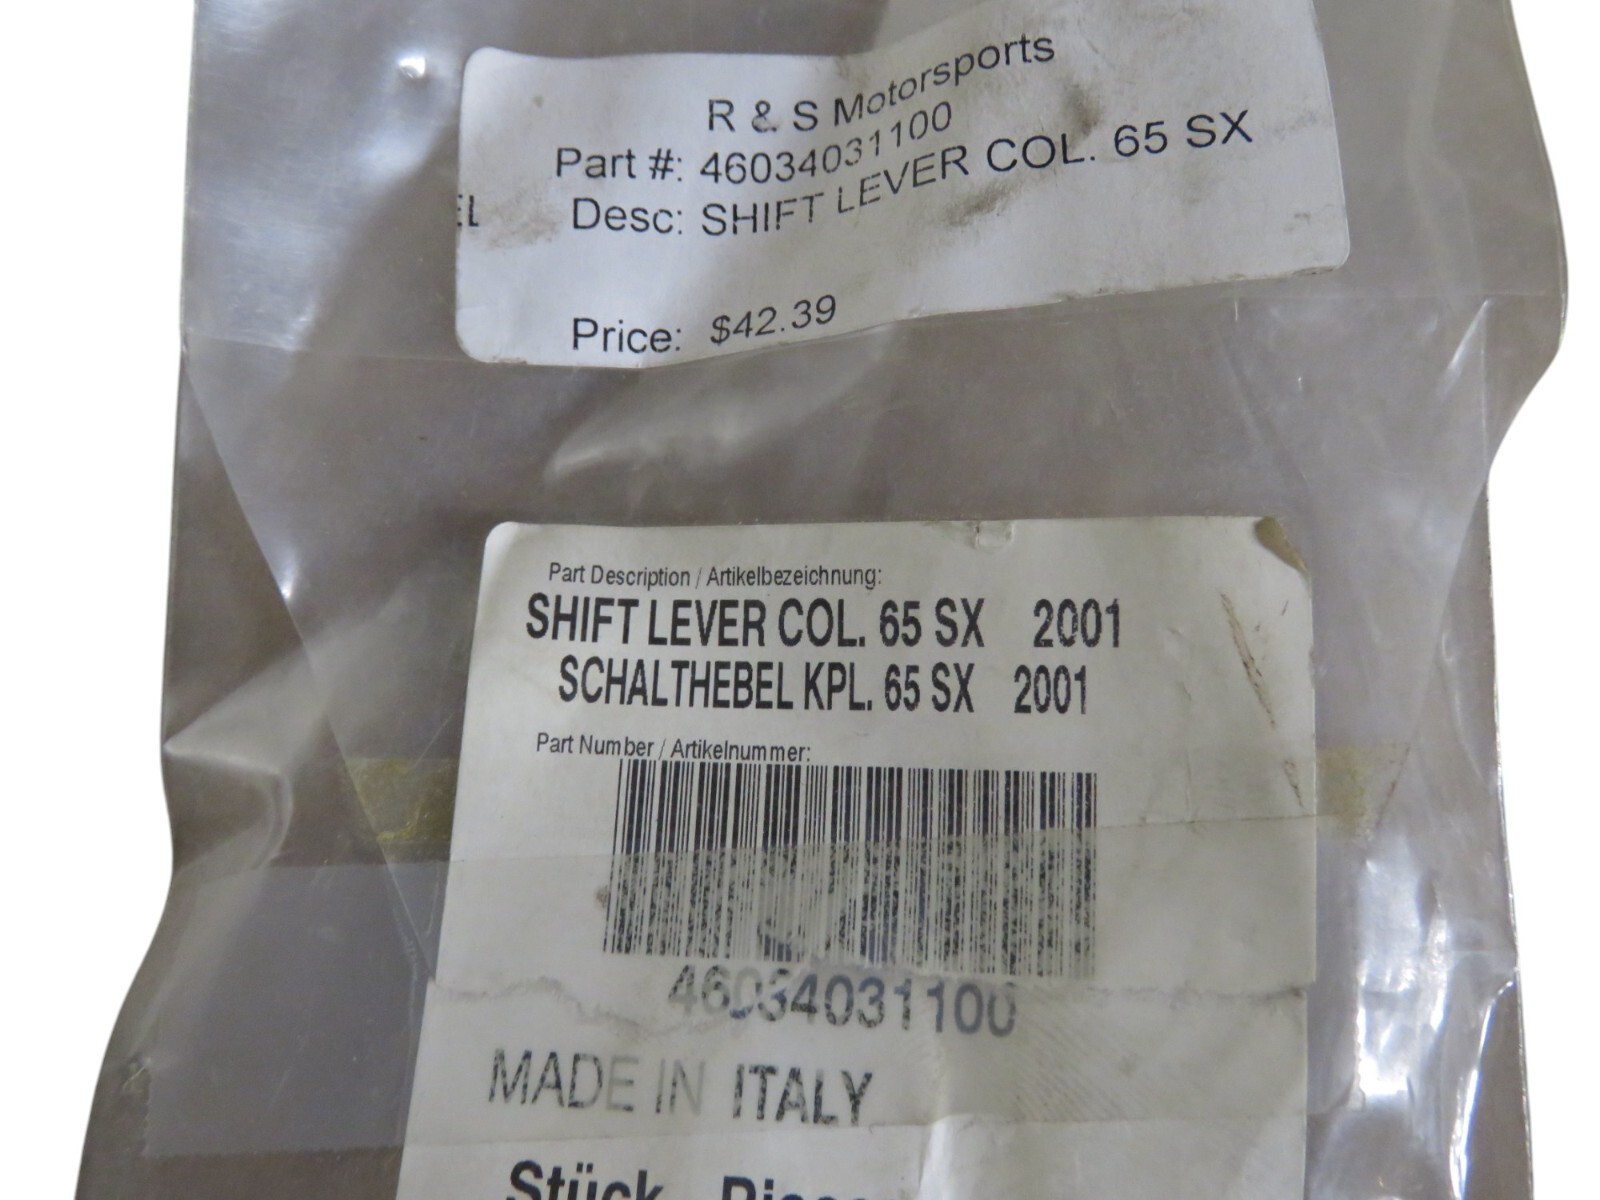 R & S Motorsports
Part #: 46034031100
Desc: SHIFT LEVER COL. 65 SX
Price: $42.39
Part Description / Artikelbezeichnung:
SHIFT LEVER COL. 65 SX 2001
SCHALTHEBEL KPL. 65 SX 2001
Part Number / Artikelnummer:
46034031100
MADE IN ITALY
Stück